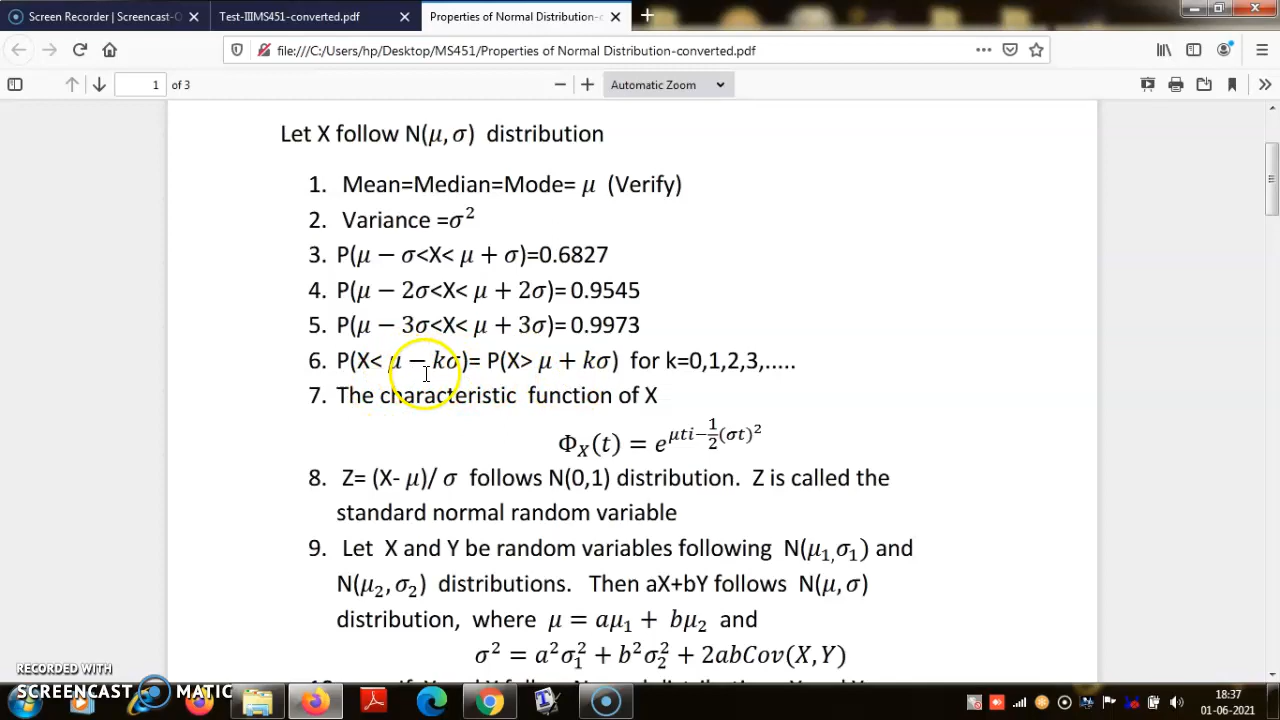 Screen Recorder | Screencast-O
Test-IIIMS451-converted.pdf
Properties of Normal Distribution-c
file:///C:/Users/hp/Desktop/MS451/Properties of Normal Distribution-converted.pdf
1 of 3
Automatic Zoom
Let X follow N(μ, σ) distribution
1. Mean=Median=Mode= μ (Verify)
2. Variance =σ²
3. P(μ − σ<X< μ + σ)=0.6827
4. P(μ − 2σ<X< μ + 2σ)= 0.9545
5. P(μ − 3σ<X< μ + 3σ)= 0.9973
6. P(X< μ − kσ)= P(X> μ + kσ) for k=0,1,2,3,.....
7. The characteristic function of X
Φ_X(t) = e^{μti−\frac{1}{2}(σt)²}
8. Z= (X- μ)/ σ follows N(0,1) distribution. Z is called the
standard normal random variable
9. Let X and Y be random variables following N(μ₁,σ₁) and
N(μ₂, σ₂) distributions. Then aX+bY follows N(μ, σ)
distribution, where μ = aμ₁ + bμ₂ and
σ² = a²σ₁² + b²σ₂² + 2abCov(X, Y)
RECORDED WITH
SCREENCAST MATIC
18:37
01-06-2021